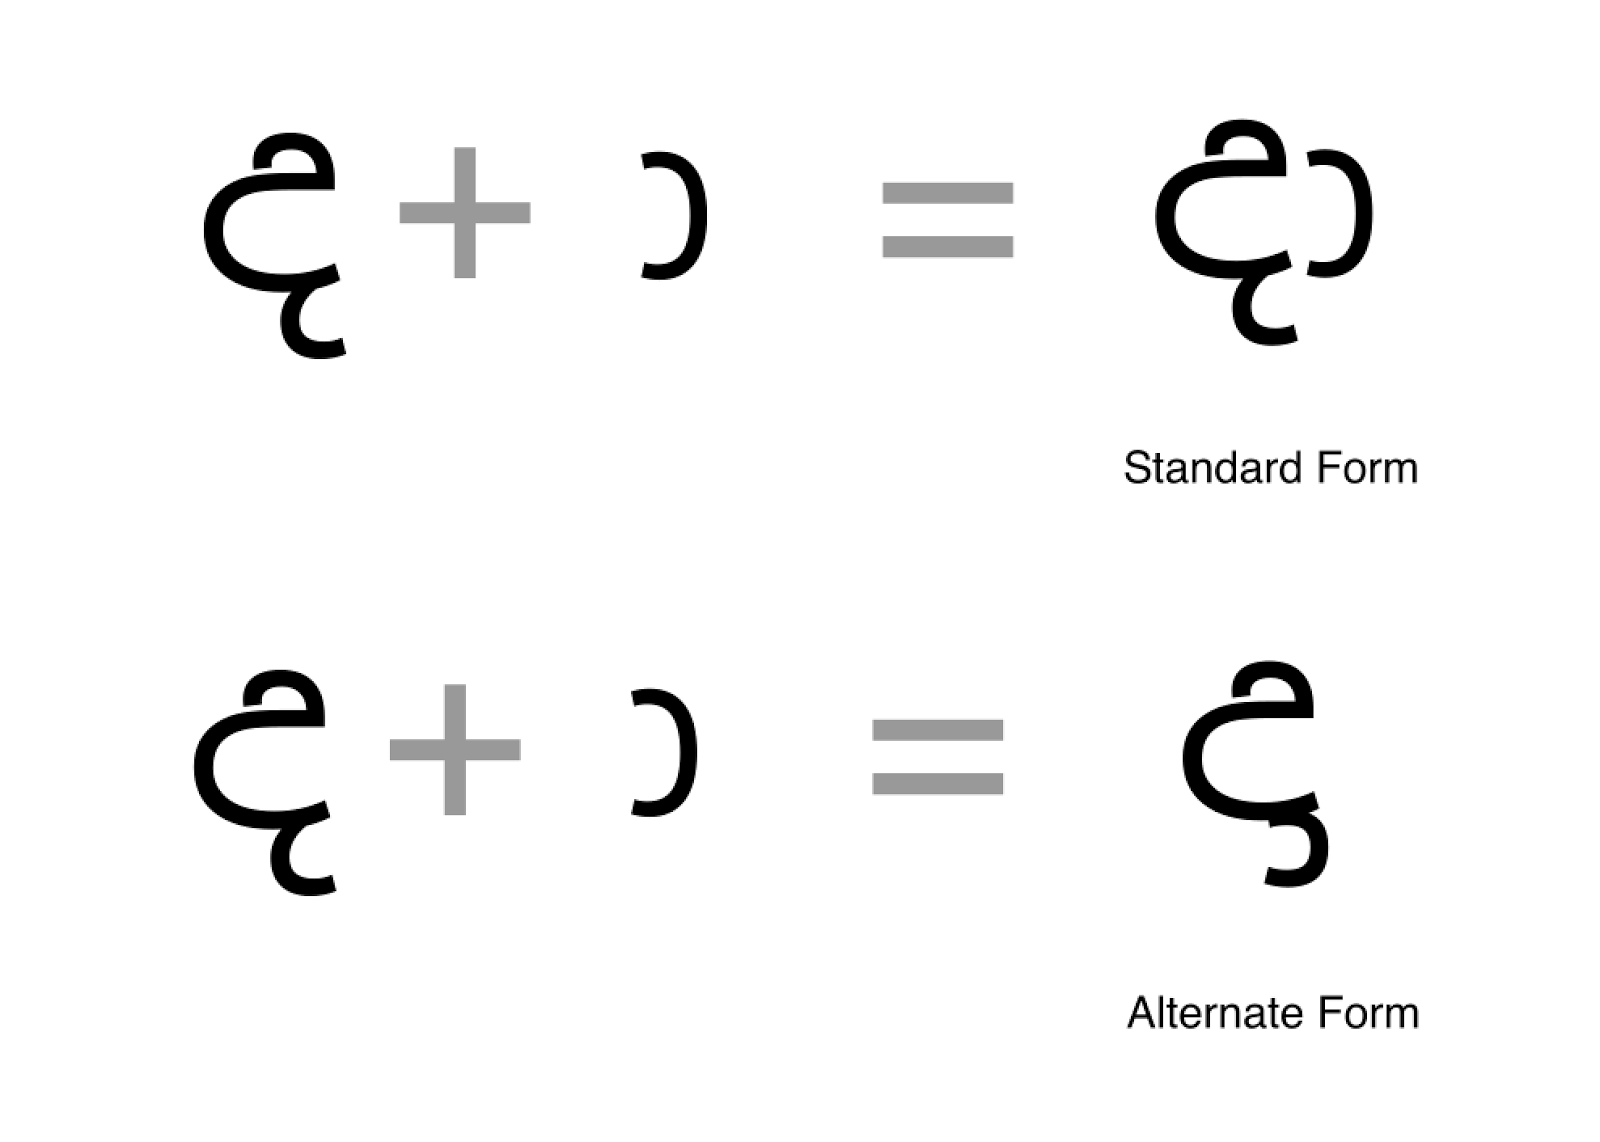 ද + ා = දා
Standard Form
ද + ා = දා
Alternate Form